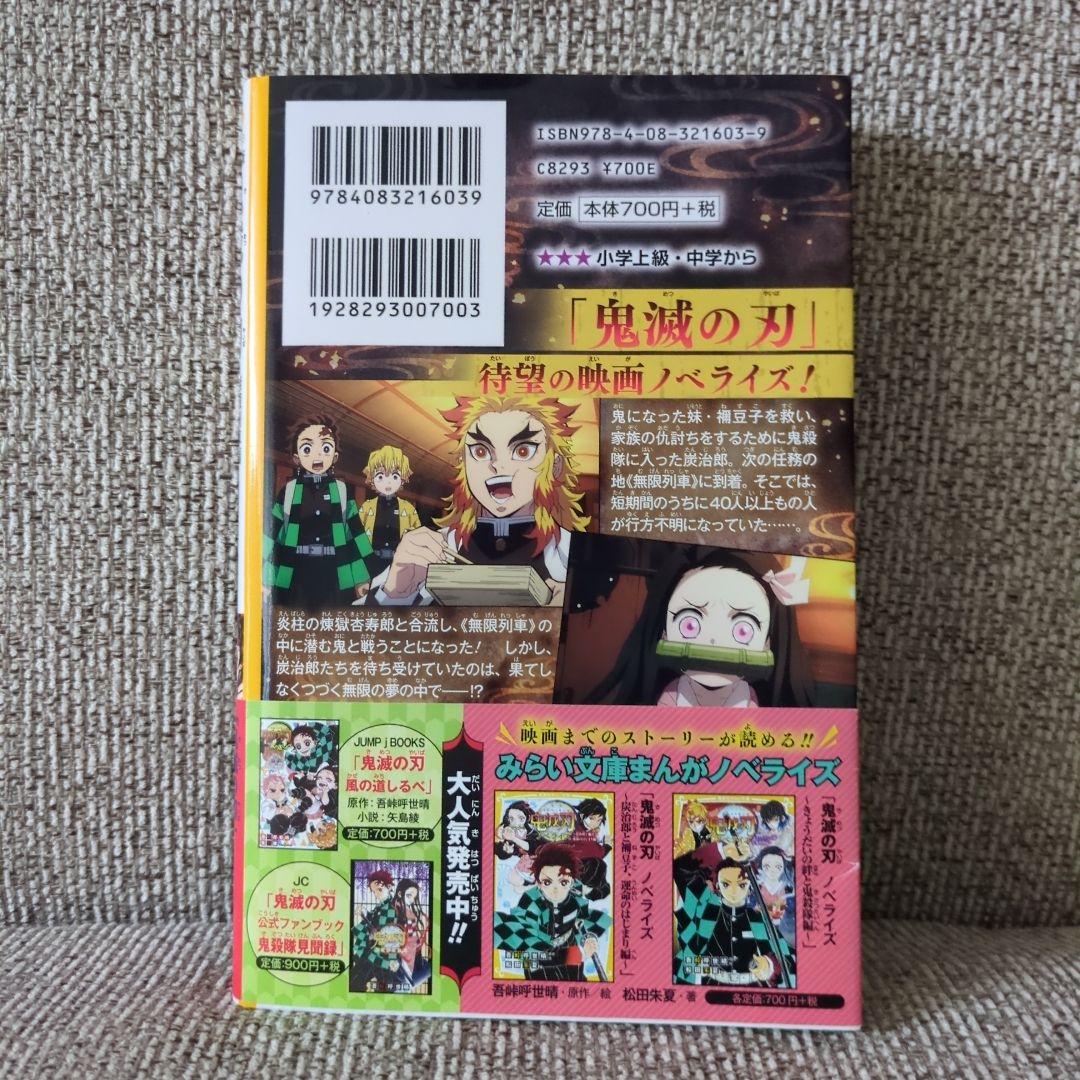 9784083216039
1928293007003
ISBN978-4-08-321603-9
C8293 ¥700E
定価 本体700円+税
★★★小学上級・中学から
「鬼滅の刃」
待望の映画ノベライズ!
鬼になった妹・禰豆子を救い、
家族の仇討ちをするために鬼殺
隊に入った炭治郎。次の任務の
地《無限列車》に到着。そこでは、
短期間のうちに40人以上もの人
が行方不明になっていた……。
炎柱の煉獄杏寿郎と合流し、《無限列車》の
中に潜む鬼と戦うことになった! しかし、
炭治郎たちを待ち受けていたのは、果てし
なくつづく無限の夢の中で――!?
JUMP j BOOKS
「鬼滅の刃
風の道しるべ」
原作:吾峠呼世晴
小説:矢島綾
定価:700円+税
JC
「鬼滅の刃
公式ファンブック
鬼殺隊見聞録」
定価:900円+税
大人気発売中!!
映画までのストーリーが読める!!
みらい文庫まんがノベライズ
「鬼滅の刃 ノベライズ
~炭治郎と禰豆子、運命のはじまり編~」
「鬼滅の刃 ノベライズ
~きょうだいの絆と鬼殺隊編~」
吾峠呼世晴・原作/絵 松田朱夏・著
各定価:700円+税